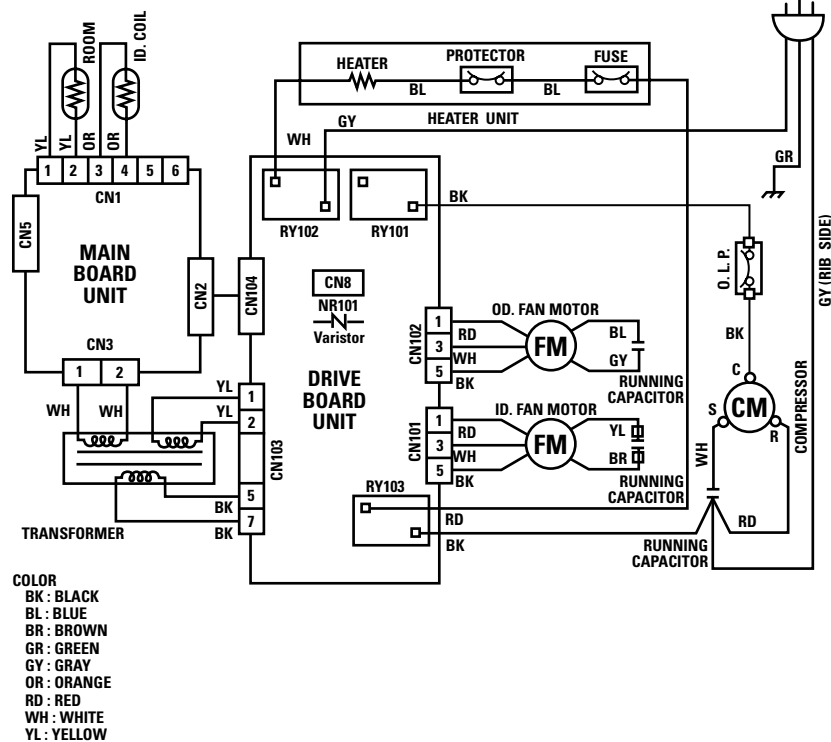 ROOM
ID. COIL
YL
YL
OR
OR
1 2 3 4 5 6
CN1
CN5
MAIN
BOARD
UNIT
CN2
CN3
1 2
WH WH
TRANSFORMER
HEATER
PROTECTOR
FUSE
BL
BL
HEATER UNIT
WH
GY
GR
GY (RIB SIDE)
RY102
RY101
BK
CN104
CN8
NR101
Varistor
DRIVE
BOARD
UNIT
YL
YL
BK
BK
1
2
5
7
CN103
CN102
1
3
5
RD
WH
BK
OD. FAN MOTOR
FM
BL
GY
RUNNING
CAPACITOR
CN101
1
3
5
RD
WH
BK
ID. FAN MOTOR
FM
YL
BR
RUNNING
CAPACITOR
RY103
RD
BK
O. L. P.
BK
C
S
CM
R
COMPRESSOR
WH
RD
RUNNING
CAPACITOR
COLOR
BK : BLACK
BL : BLUE
BR : BROWN
GR : GREEN
GY : GRAY
OR : ORANGE
RD : RED
WH : WHITE
YL : YELLOW